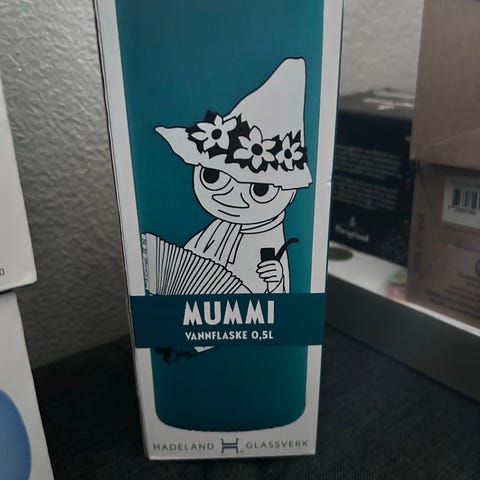 MUMMI
VANNFLASKE 0,5L
HADELAND H GLASSVERK